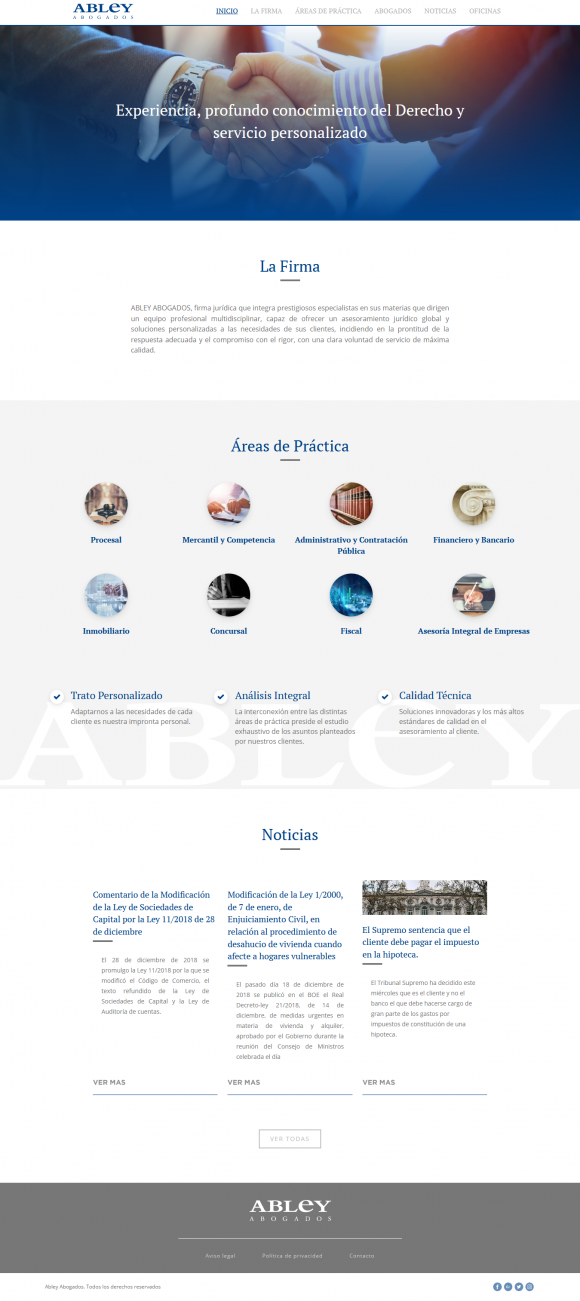 ABLEY
ABOGADOS
INICIO LA FIRMA ÁREAS DE PRÁCTICA ABOGADOS NOTICIAS OFICINAS
Experiencia, profundo conocimiento del Derecho y
servicio personalizado
La Firma
ABLEY ABOGADOS, firma jurídica que integra prestigiosos especialistas en sus materias que dirigen
un equipo profesional multidisciplinar, capaz de ofrecer un asesoramiento jurídico global y
soluciones personalizadas a las necesidades de sus clientes, incidiendo en la prontitud de la
respuesta adecuada y el compromiso con el rigor, con una clara voluntad de servicio de máxima
calidad.
Áreas de Práctica
Procesal
Mercantil y Competencia
Administrativo y Contratación
Pública
Financiero y Bancario
Inmobiliario
Concursal
Fiscal
Asesoría Integral de Empresas
Trato Personalizado
Adaptarnos a las necesidades de cada
cliente es nuestra impronta personal.
Análisis Integral
La interconexión entre las distintas
áreas de práctica preside el estudio
exhaustivo de los asuntos planteados
por nuestros clientes.
Calidad Técnica
Soluciones innovadoras y los más altos
estándares de calidad en el
asesoramiento al cliente.
ABLEY
Noticias
Comentario de la Modificación
de la Ley de Sociedades de
Capital por la Ley 11/2018 de 28
de diciembre
El 28 de diciembre de 2018 se
promulgo la Ley 11/2018 por la que se
modificó el Código de Comercio, el
texto refundido de la Ley de
Sociedades de Capital y la Ley de
Auditoría de cuentas.
VER MAS
Modificación de la Ley 1/2000,
de 7 de enero, de
Enjuiciamiento Civil, en
relación al procedimiento de
desahucio de vivienda cuando
afecte a hogares vulnerables
El pasado día 18 de diciembre de
2018 se publicó en el BOE el Real
Decreto-ley 21/2018, de 14 de
diciembre, de medidas urgentes en
materia de vivienda y alquiler,
aprobado por el Gobierno durante la
reunión del Consejo de Ministros
celebrada el día
VER MAS
El Supremo sentencia que el
cliente debe pagar el impuesto
en la hipoteca.
El Tribunal Supremo ha decidido este
miércoles que es el cliente y no el
banco el que debe hacerse cargo de
gran parte de los gastos por
impuestos de constitución de una
hipoteca.
VER MAS
VER TODAS
ABLEY
ABOGADOS
Aviso legal Política de privacidad Contacto
Abley Abogados. Todos los derechos reservados